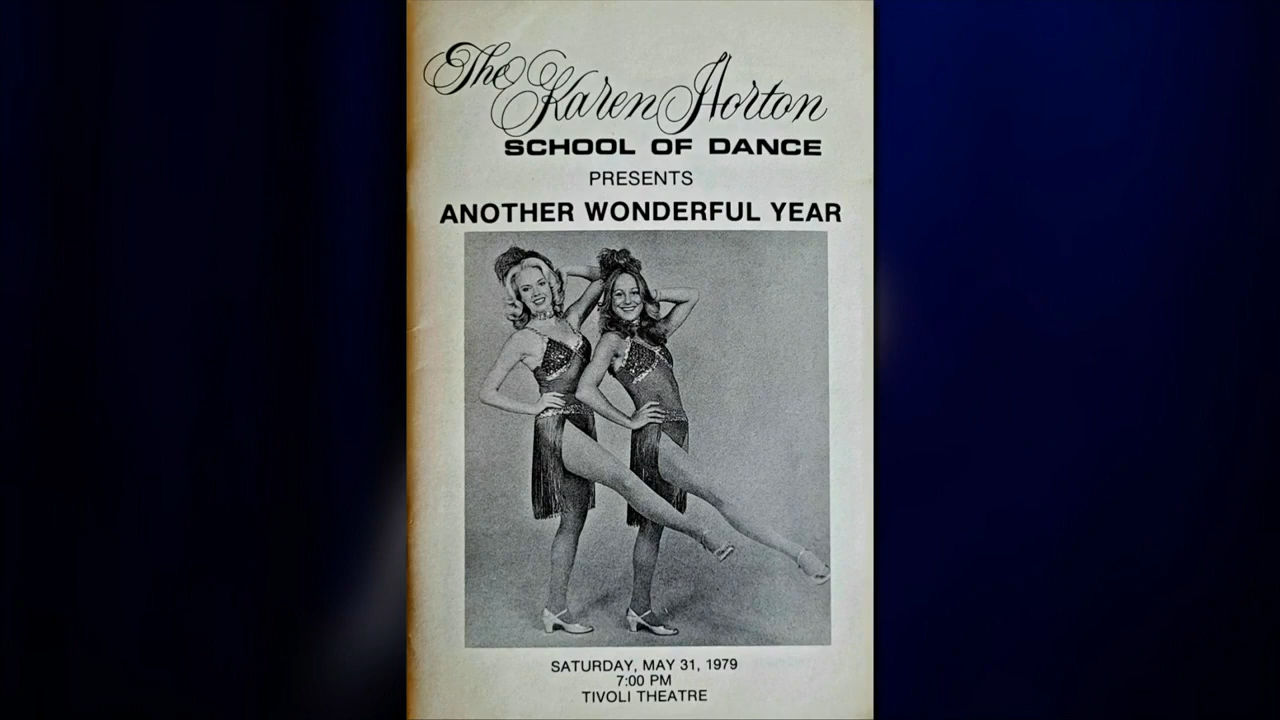 The Karen Horton
SCHOOL OF DANCE
PRESENTS
ANOTHER WONDERFUL YEAR
SATURDAY, MAY 31, 1979
7:00 PM
TIVOLI THEATRE